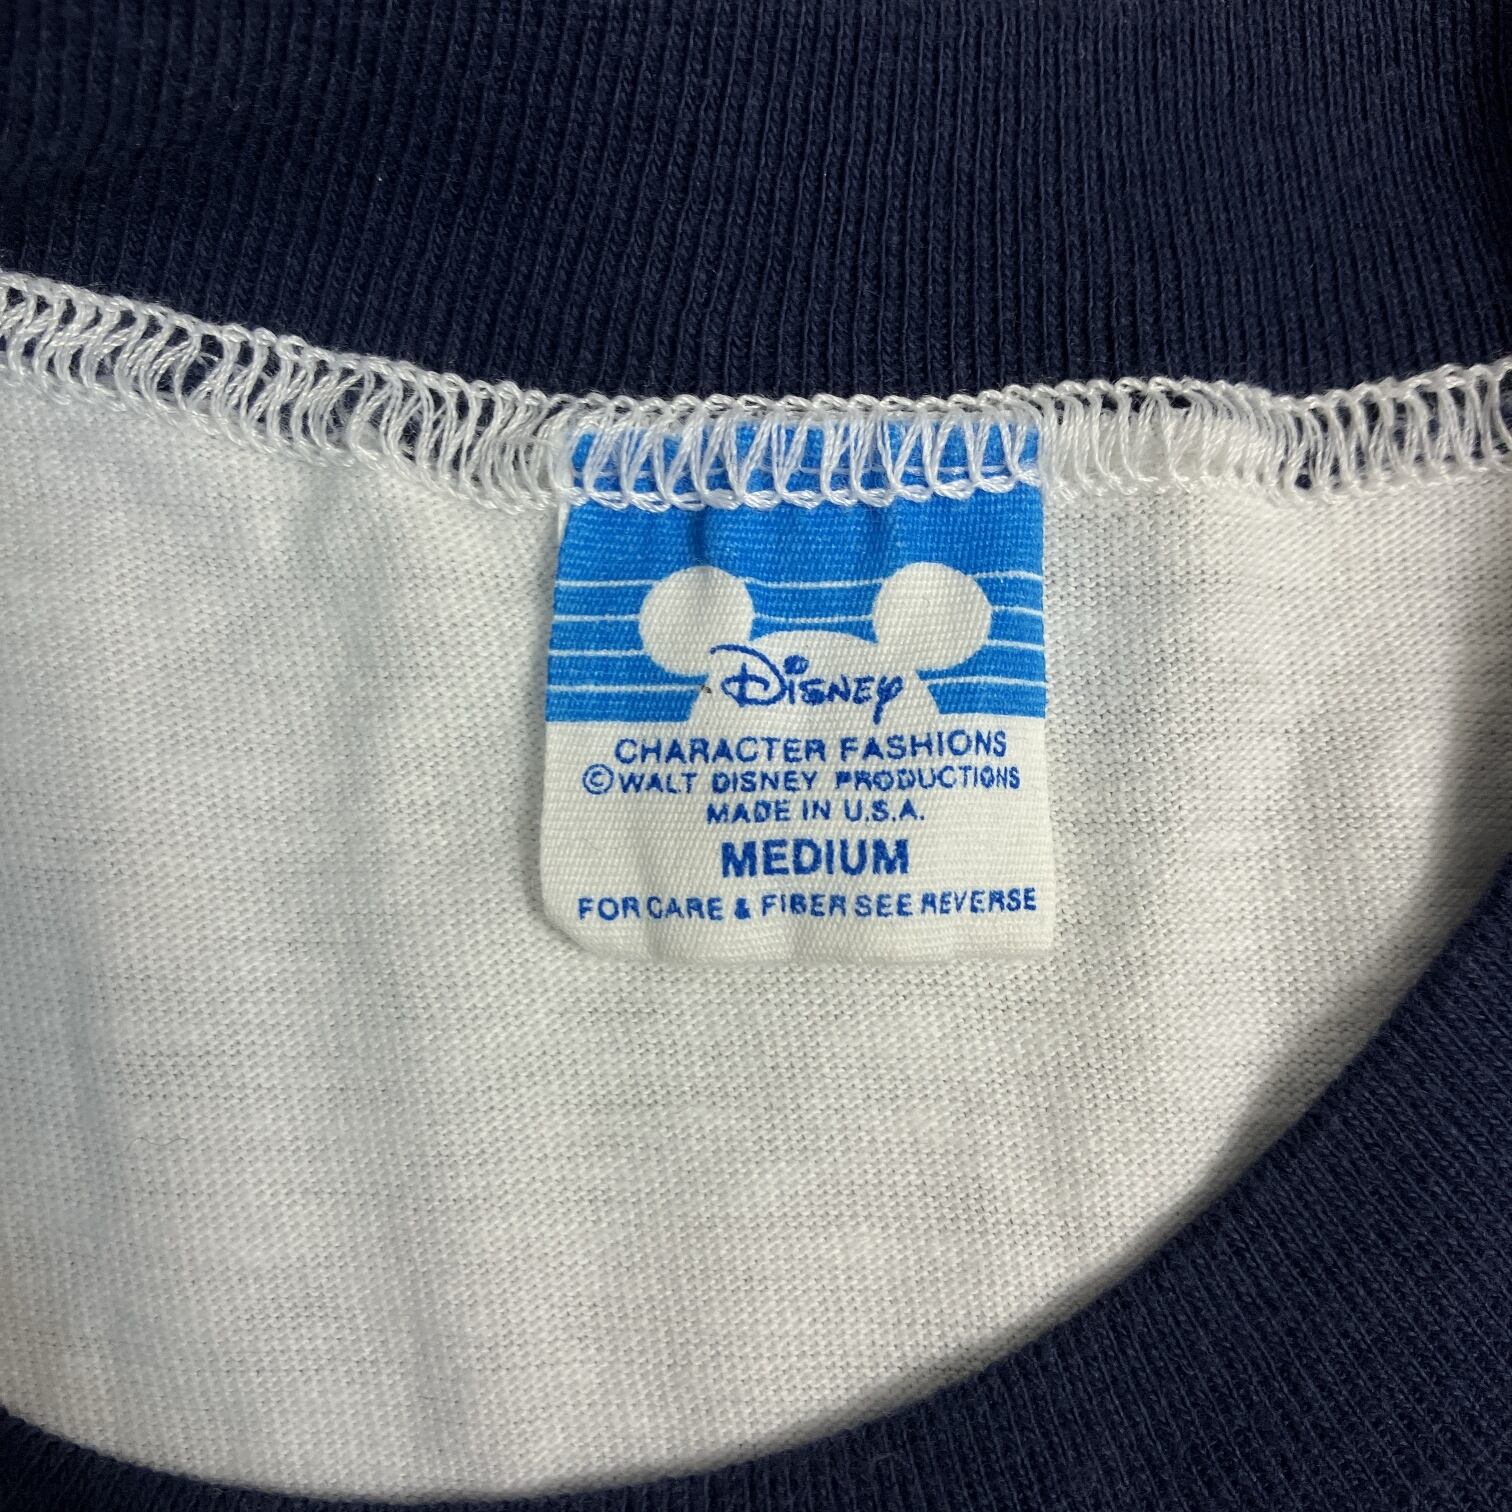 Disney
CHARACTER FASHIONS
©WALT DISNEY PRODUCTIONS
MADE IN U.S.A.
MEDIUM
FOR CARE & FIBER SEE REVERSE